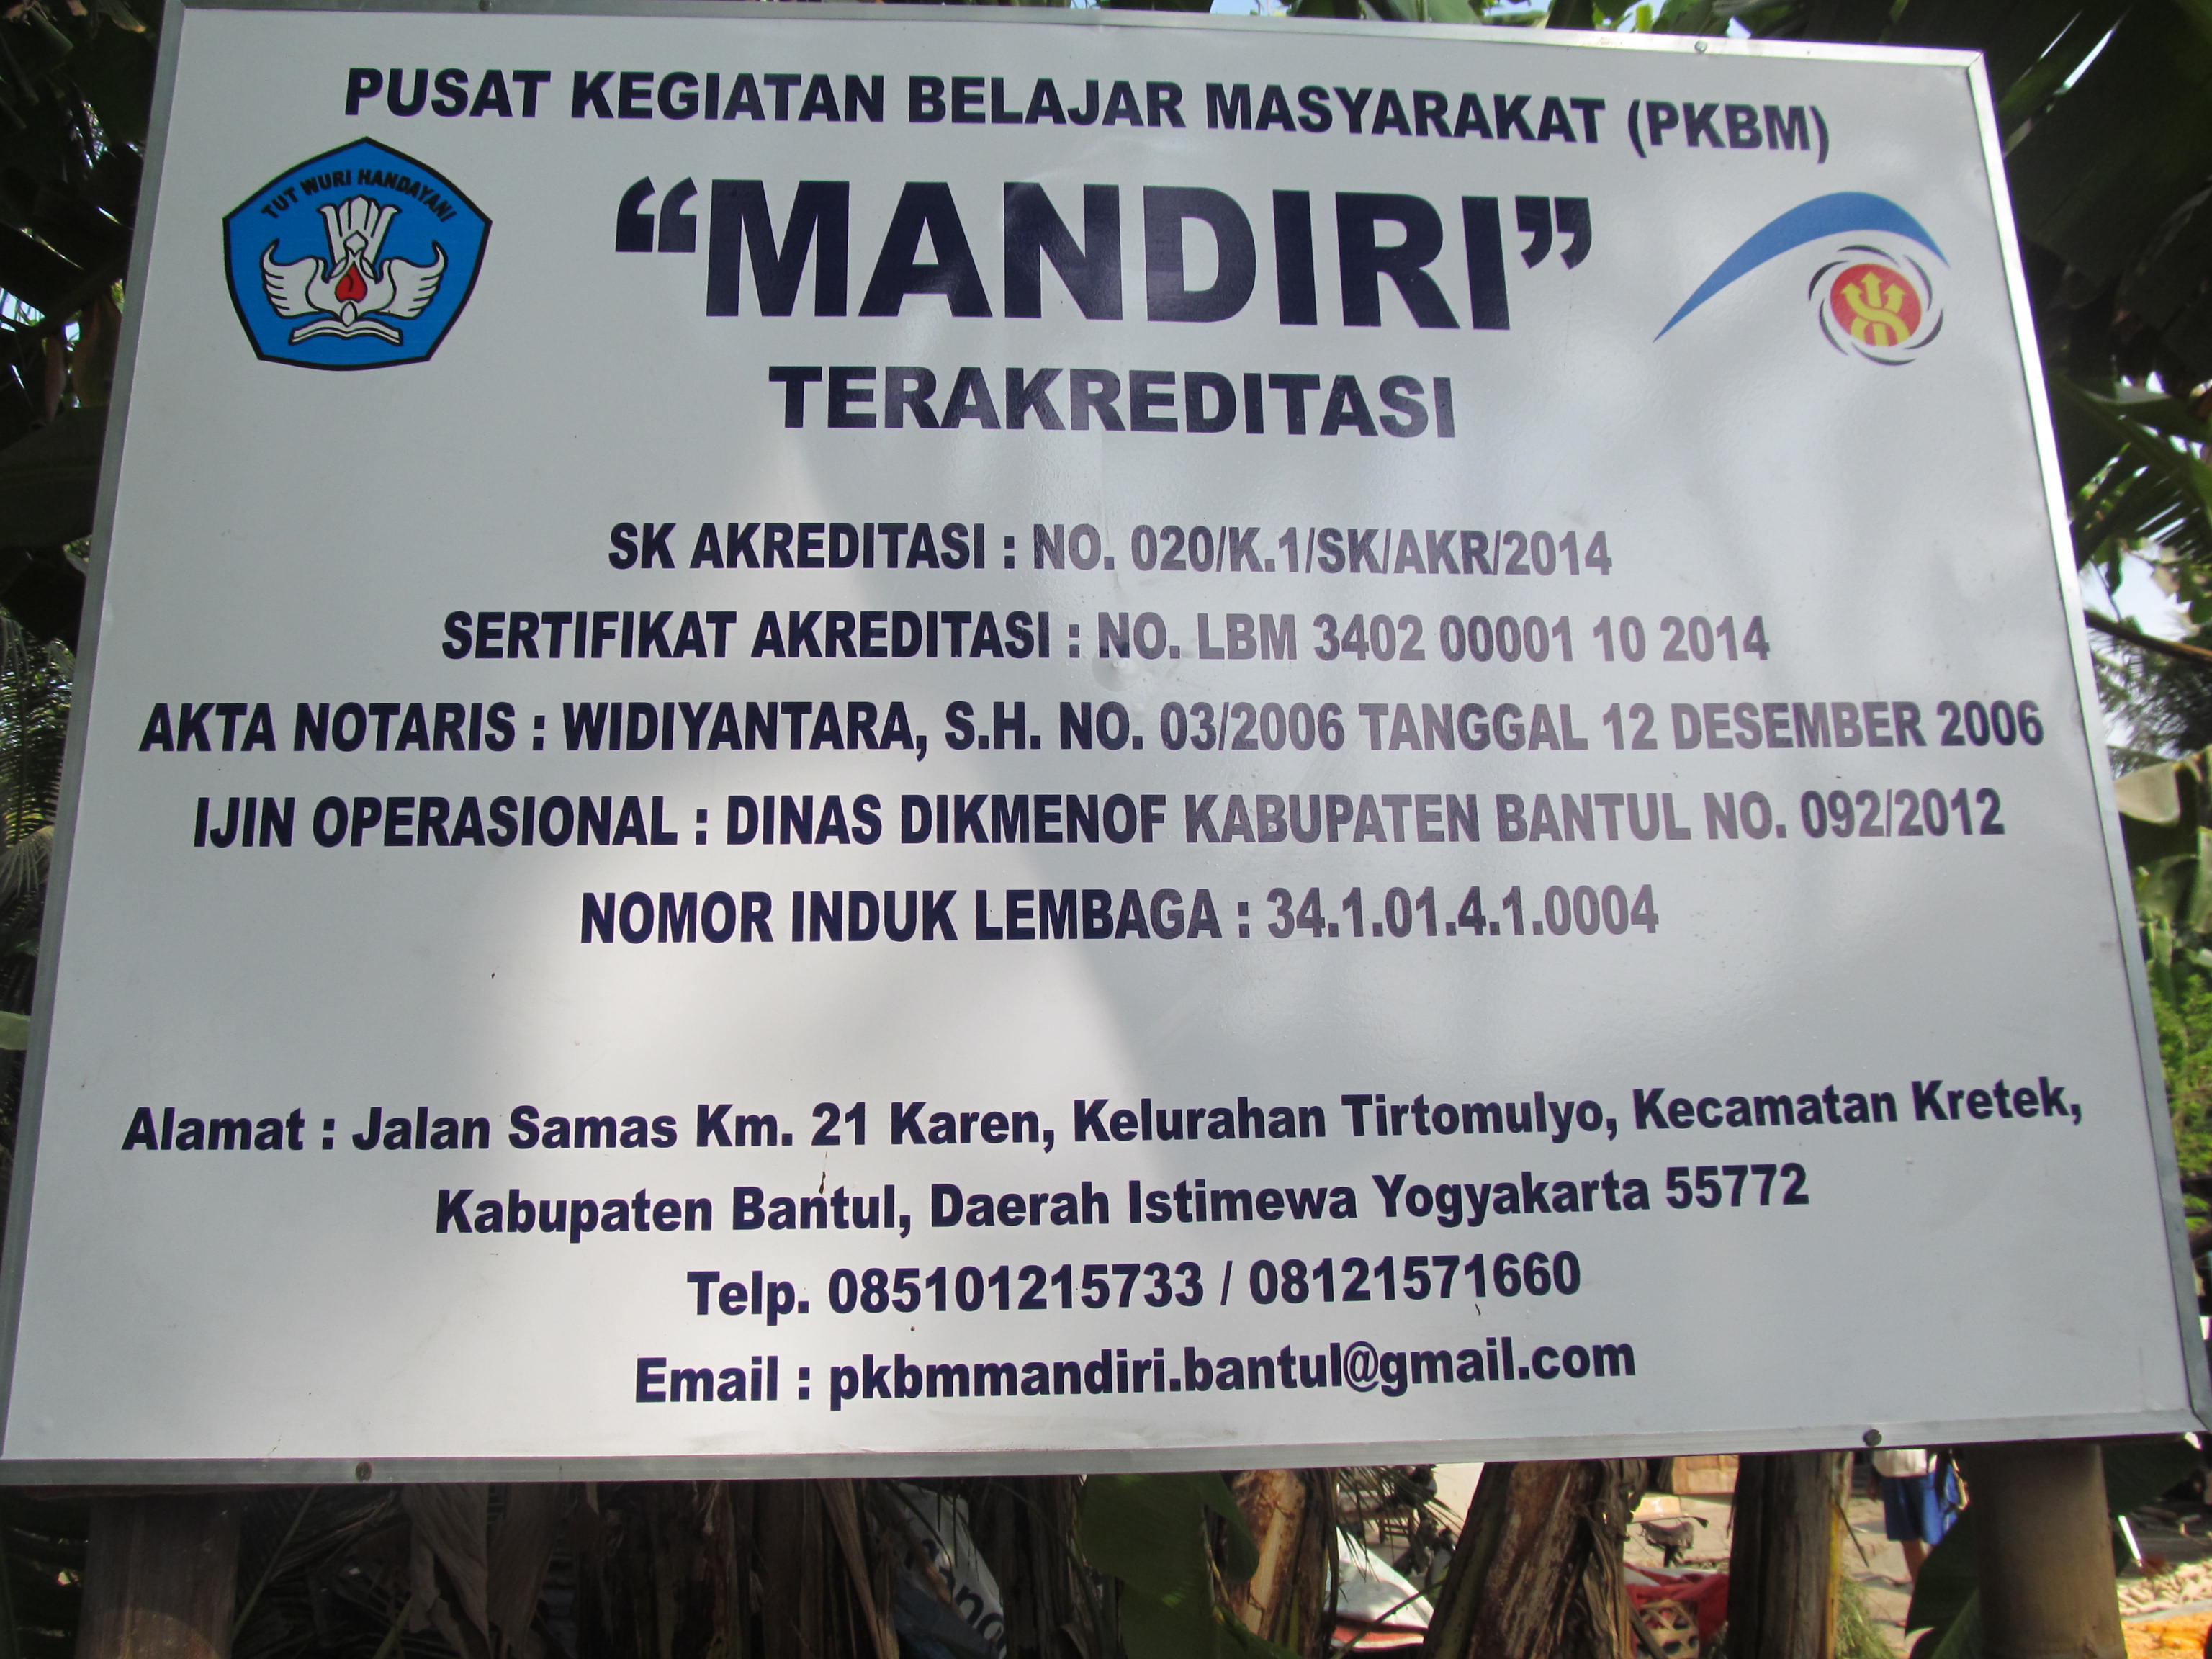 PUSAT KEGIATAN BELAJAR MASYARAKAT (PKBM)
TUT WURI HANDAYANI
“MANDIRI”
TERAKREDITASI
SK AKREDITASI : NO. 020/K.1/SK/AKR/2014
SERTIFIKAT AKREDITASI : NO. LBM 3402 00001 10 2014
AKTA NOTARIS : WIDIYANTARA, S.H. NO. 03/2006 TANGGAL 12 DESEMBER 2006
IJIN OPERASIONAL : DINAS DIKMENOF KABUPATEN BANTUL NO. 092/2012
NOMOR INDUK LEMBAGA : 34.1.01.4.1.0004
Alamat : Jalan Samas Km. 21 Karen, Kelurahan Tirtomulyo, Kecamatan Kretek,
Kabupaten Bantul, Daerah Istimewa Yogyakarta 55772
Telp. 085101215733 / 08121571660
Email : pkbmmandiri.bantul@gmail.com